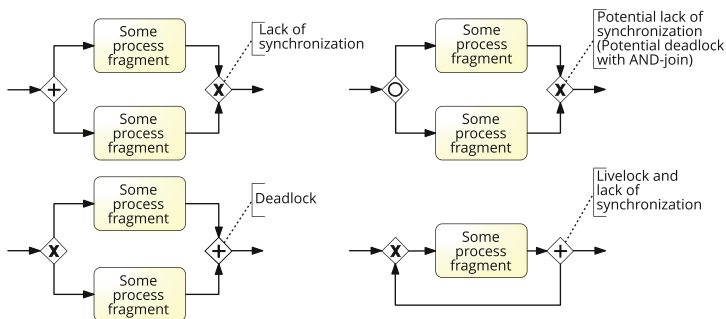 Some
process
fragment
Lack of
synchronization
Some
process
fragment
Some
process
fragment
Potential lack of
synchronization
(Potential deadlock
with AND-join)
Some
process
fragment
Some
process
fragment
Deadlock
Some
process
fragment
Some
process
fragment
Livelock and
lack of
synchronization